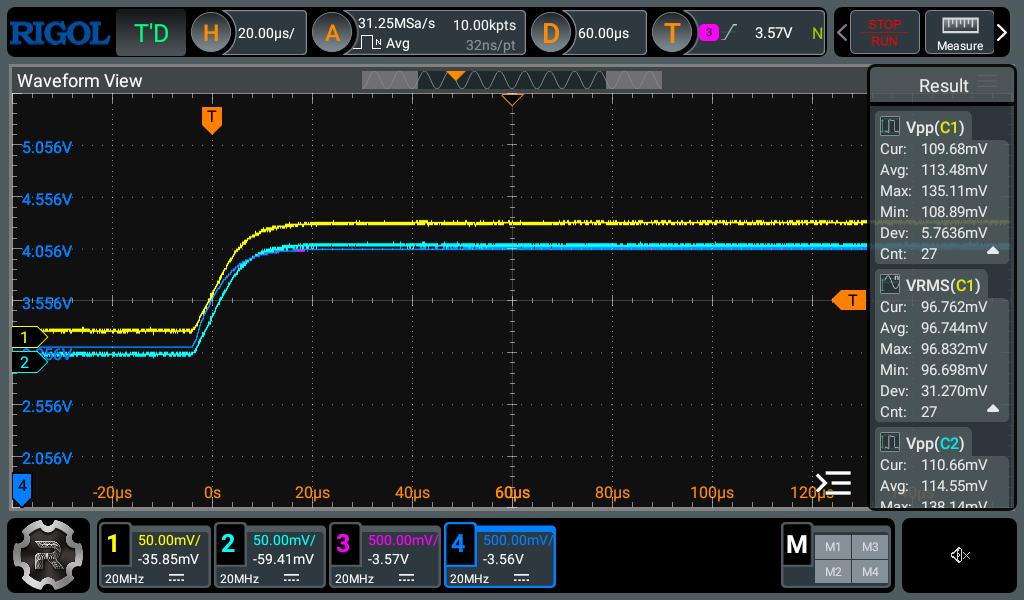 RIGOL T'D H 20.00µs/ A 31.25MSa/s 10.00kpts D 60.00µs T 3 3.57V N STOP
Avg 32ns/pt RUN Measure
Waveform View Result
T
Vpp(C1)
5.056V Cur: 109.68mV
Avg: 113.48mV
4.556V Max: 135.11mV
Min: 108.89mV
Dev: 5.7636mV
4.056V Cnt: 27
VRMS(C1)
3.556V T Cur: 96.762mV
Avg: 96.744mV
1 Max: 96.832mV
2 Min: 96.698mV
Dev: 31.270mV
2.556V Cnt: 27
Vpp(C2)
2.056V Cur: 110.66mV
4 Avg: 114.55mV
-20µs 0s 20µs 40µs 60µs 80µs 100µs 120µs Max: 138.14mV
1 50.00mV/ 2 50.00mV/ 3 500.00mV/ 4 500.00mV/ M M1 M3
-35.85mV -59.41mV -3.57V -3.56V M2 M4
20MHz 20MHz 20MHz 20MHz